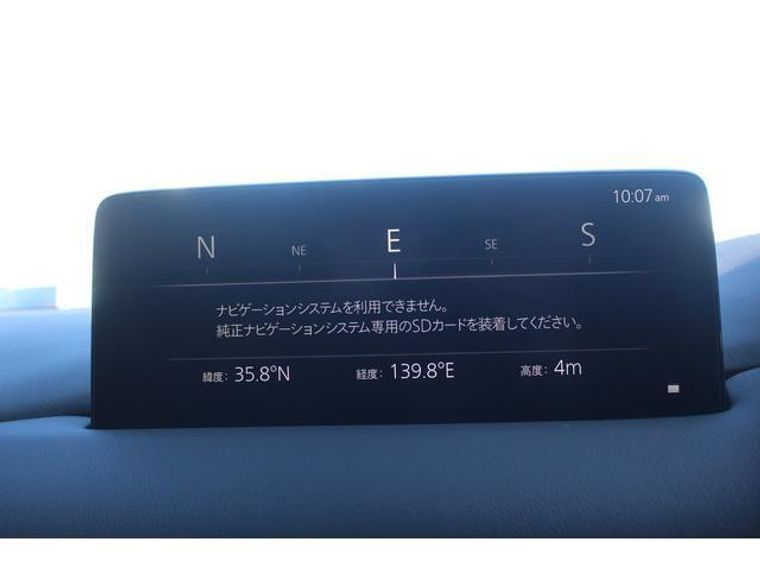 10:07 am
N NE E SE S
ナビゲーションシステムを利用できません。
純正ナビゲーションシステム専用のSDカードを装着してください。
緯度: 35.8°N 経度: 139.8°E 高度: 4m